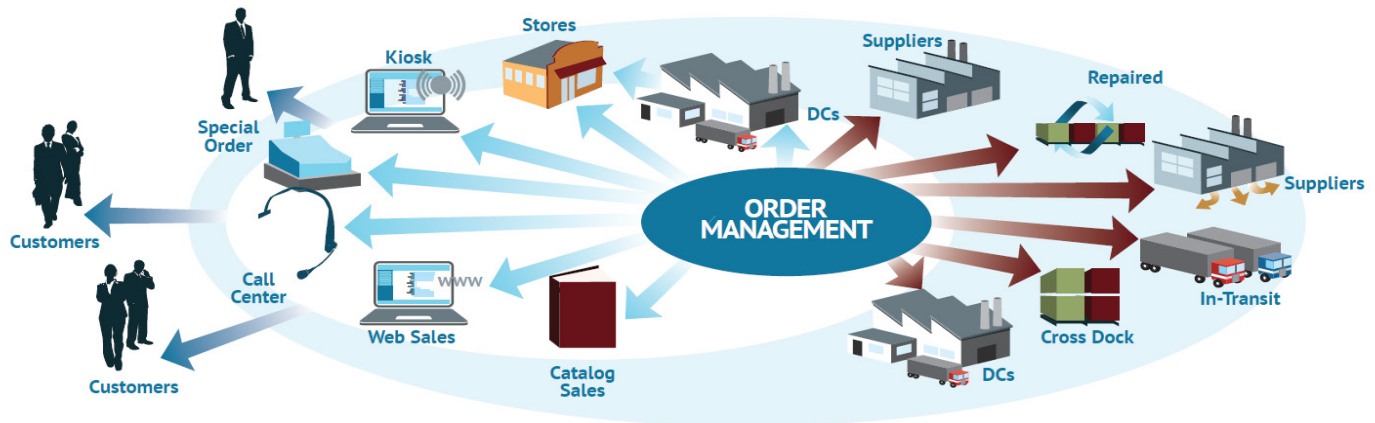 Stores
Suppliers
Kiosk
Repaired
DCs
Special
Order
Suppliers
ORDER
MANAGEMENT
Customers
Call
Center
www
In-Transit
Web Sales
Cross Dock
Catalog
Sales
DCs
Customers